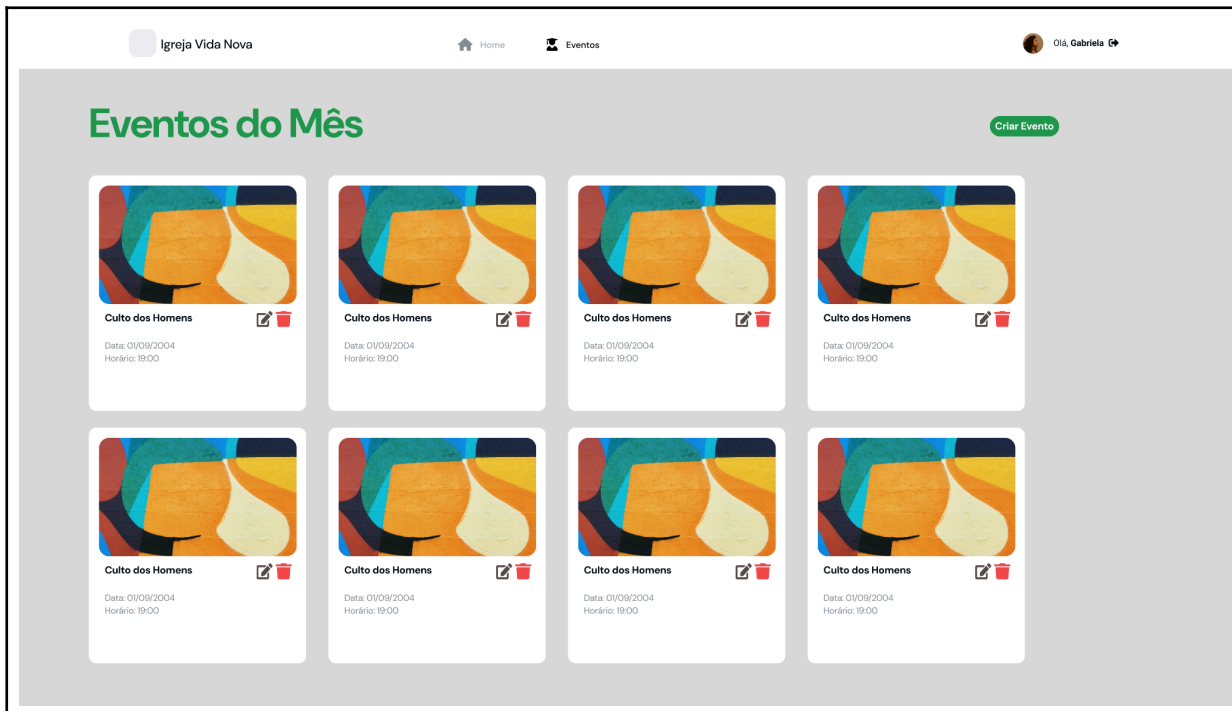 Igreja Vida Nova
Home
Eventos
Olá, Gabriela
Eventos do Mês
Criar Evento
Culto dos Homens
Data: 01/09/2004
Horário: 19:00
Culto dos Homens
Data: 01/09/2004
Horário: 19:00
Culto dos Homens
Data: 01/09/2004
Horário: 19:00
Culto dos Homens
Data: 01/09/2004
Horário: 19:00
Culto dos Homens
Data: 01/09/2004
Horário: 19:00
Culto dos Homens
Data: 01/09/2004
Horário: 19:00
Culto dos Homens
Data: 01/09/2004
Horário: 19:00
Culto dos Homens
Data: 01/09/2004
Horário: 19:00